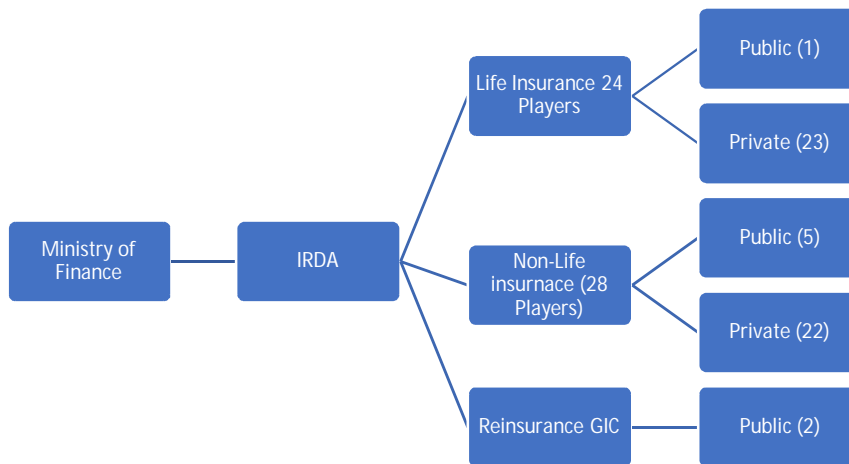 Ministry of
Finance
IRDA
Life Insurance 24
Players
Public (1)
Private (23)
Non-Life
insurnace (28
Players)
Public (5)
Private (22)
Reinsurance GIC
Public (2)